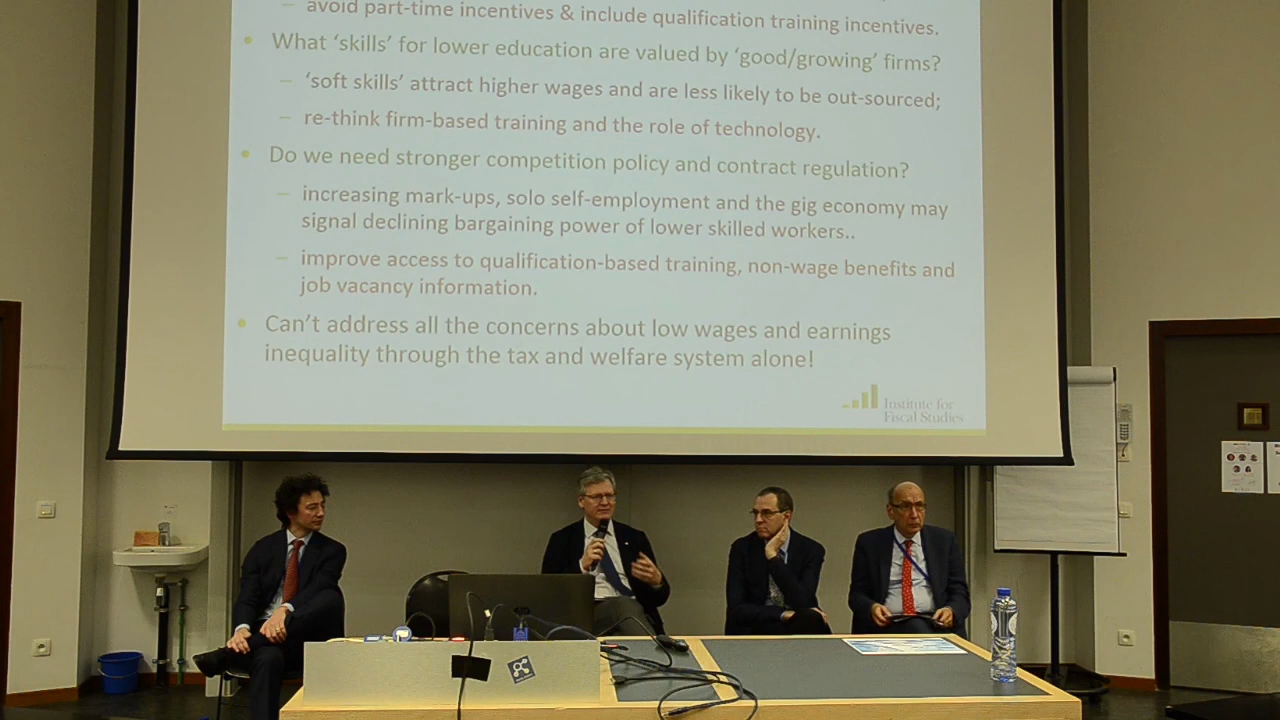 – avoid part-time incentives & include qualification training incentives.
• What ‘skills’ for lower education are valued by ‘good/growing’ firms?
– ‘soft skills’ attract higher wages and are less likely to be out-sourced;
– re-think firm-based training and the role of technology.
• Do we need stronger competition policy and contract regulation?
– increasing mark-ups, solo self-employment and the gig economy may
signal declining bargaining power of lower skilled workers..
– improve access to qualification-based training, non-wage benefits and
job vacancy information.
• Can’t address all the concerns about low wages and earnings
inequality through the tax and welfare system alone!
Institute for
Fiscal Studies